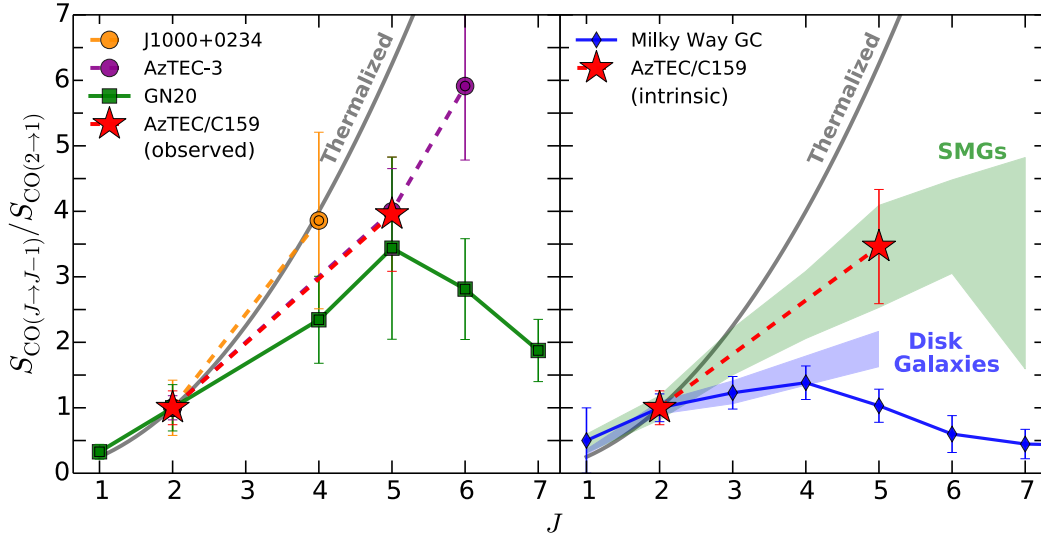 7
6
5
4
3
2
1
0
S_CO(J→J−1)/S_CO(2→1)
J1000+0234
AzTEC-3
GN20
AzTEC/C159
(observed)
Thermalized
1 2 3 4 5 6 7
Milky Way GC
AzTEC/C159
(intrinsic)
Thermalized
SMGs
Disk
Galaxies
1 2 3 4 5 6 7
J